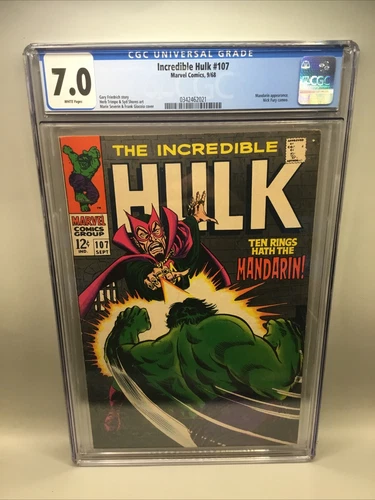 CGC UNIVERSAL GRADE
7.0
WHITE Pages
Incredible Hulk #107
Marvel Comics, 9/68
Gary Friedrich story
Herb Trimpe & Syd Shores art
Marie Severin & Frank Giacoia cover
0342462021
Mandarin appearance.
Nick Fury cameo.
CGC
THE INCREDIBLE
HULK
MARVEL
COMICS
GROUP
12¢
IND.
107
SEPT
TEN RINGS
HATH THE
MANDARIN!